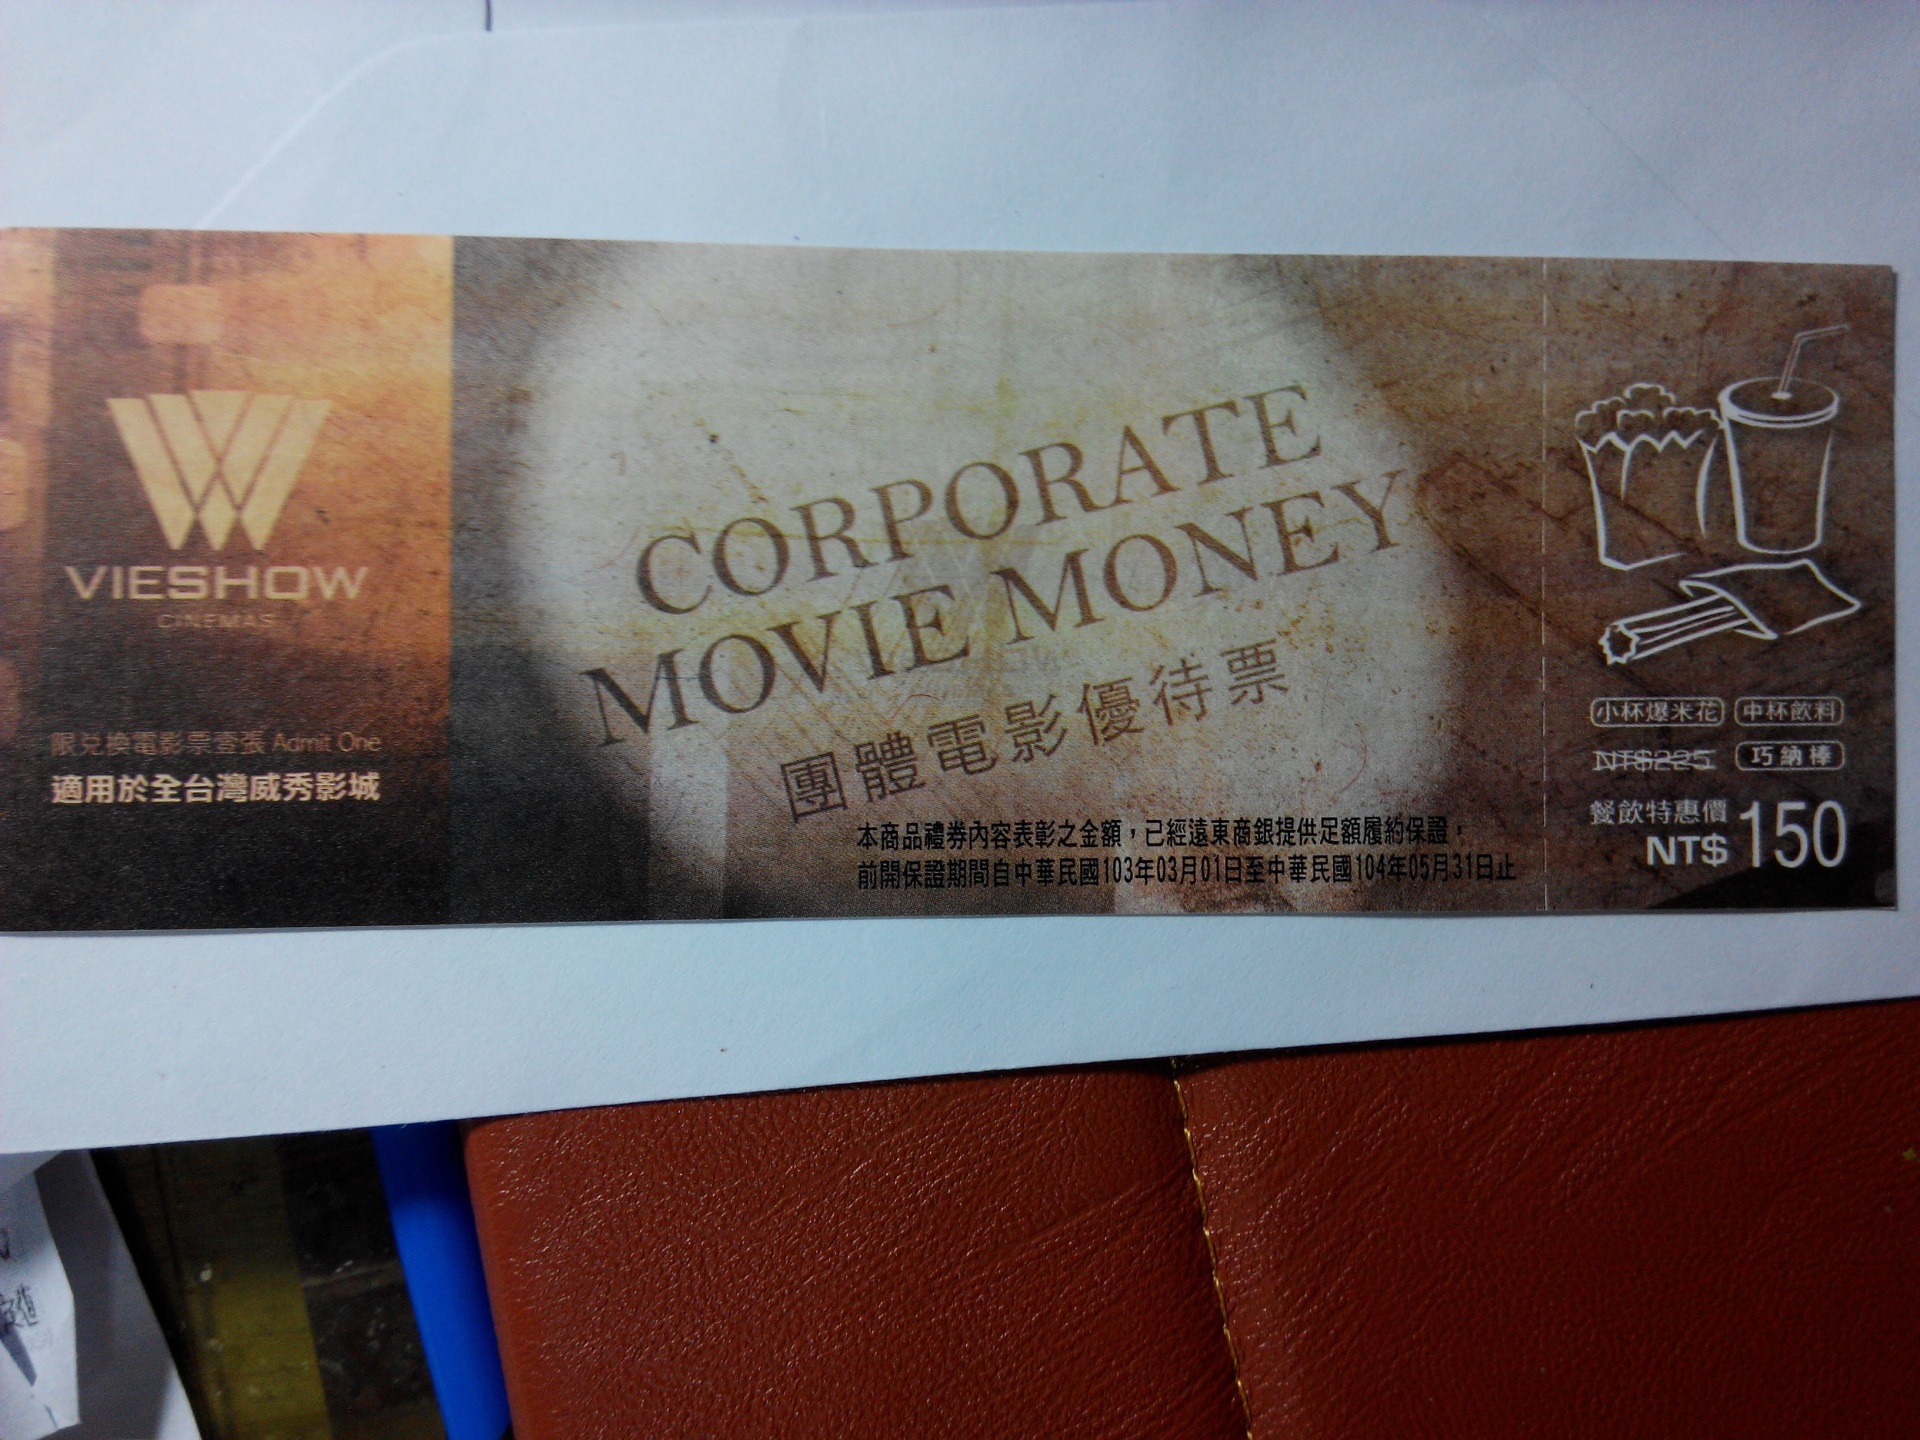 VIESHOW
CINEMAS
限兌換電影票壹張 Admit One
適用於全台灣威秀影城
CORPORATE
MOVIE MONEY
團體電影優待票
本商品禮券內容表彰之金額，已經遠東商銀提供足額履約保證，
前開保證期間自中華民國103年03月01日至中華民國104年05月31日止
小杯爆米花 中杯飲料
NT$225 巧納棒
餐飲特惠價
NT$ 150